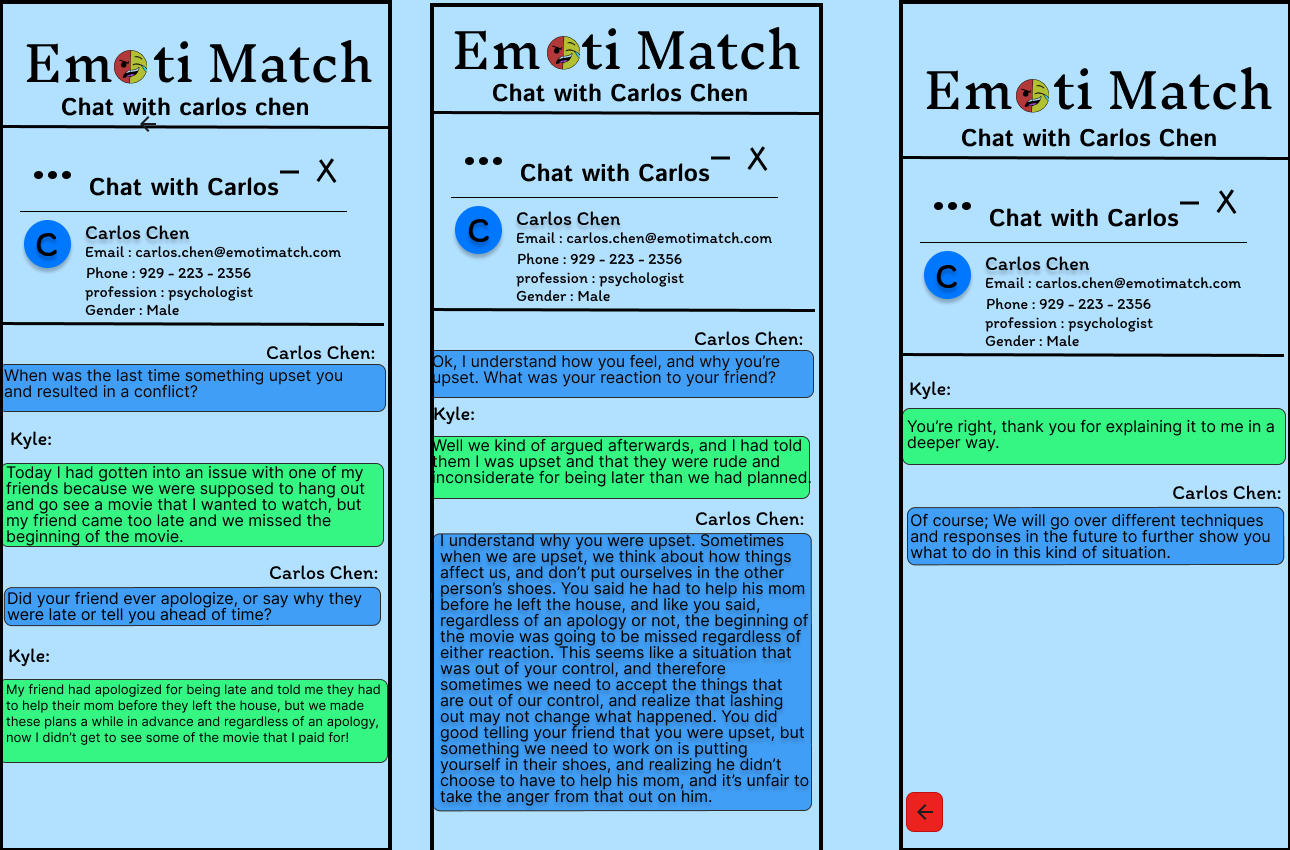 Emoti Match
Chat with carlos chen
←
••• Chat with Carlos – X
C
Carlos Chen
Email : carlos.chen@emotimatch.com
Phone : 929 - 223 - 2356
profession : psychologist
Gender : Male
Carlos Chen:
When was the last time something upset you
and resulted in a conflict?
Kyle:
Today I had gotten into an issue with one of my
friends because we were supposed to hang out
and go see a movie that I wanted to watch, but
my friend came too late and we missed the
beginning of the movie.
Carlos Chen:
Did your friend ever apologize, or say why they
were late or tell you ahead of time?
Kyle:
My friend had apologized for being late and told me they had
to help their mom before they left the house, but we made
these plans a while in advance and regardless of an apology,
now I didn't get to see some of the movie that I paid for!
Emoti Match
Chat with Carlos Chen
••• Chat with Carlos – X
C
Carlos Chen
Email : carlos.chen@emotimatch.com
Phone : 929 - 223 - 2356
profession : psychologist
Gender : Male
Carlos Chen:
Ok, I understand how you feel, and why you're
upset. What was your reaction to your friend?
Kyle:
Well we kind of argued afterwards, and I had told
them I was upset and that they were rude and
inconsiderate for being later than we had planned.
Carlos Chen:
I understand why you were upset. Sometimes
when we are upset, we think about how things
affect us, and don't put ourselves in the other
person's shoes. You said he had to help his mom
before he left the house, and like you said,
regardless of an apology or not, the beginning of
the movie was going to be missed regardless of
either reaction. This seems like a situation that
was out of your control, and therefore
sometimes we need to accept the things that
are out of our control, and realize that lashing
out may not change what happened. You did
good telling your friend that you were upset, but
something we need to work on is putting
yourself in their shoes, and realizing he didn't
choose to have to help his mom, and it's unfair to
take the anger from that out on him.
Emoti Match
Chat with Carlos Chen
••• Chat with Carlos – X
C
Carlos Chen
Email : carlos.chen@emotimatch.com
Phone : 929 - 223 - 2356
profession : psychologist
Gender : Male
Kyle:
You're right, thank you for explaining it to me in a
deeper way.
Carlos Chen:
Of course; We will go over different techniques
and responses in the future to further show you
what to do in this kind of situation.
←